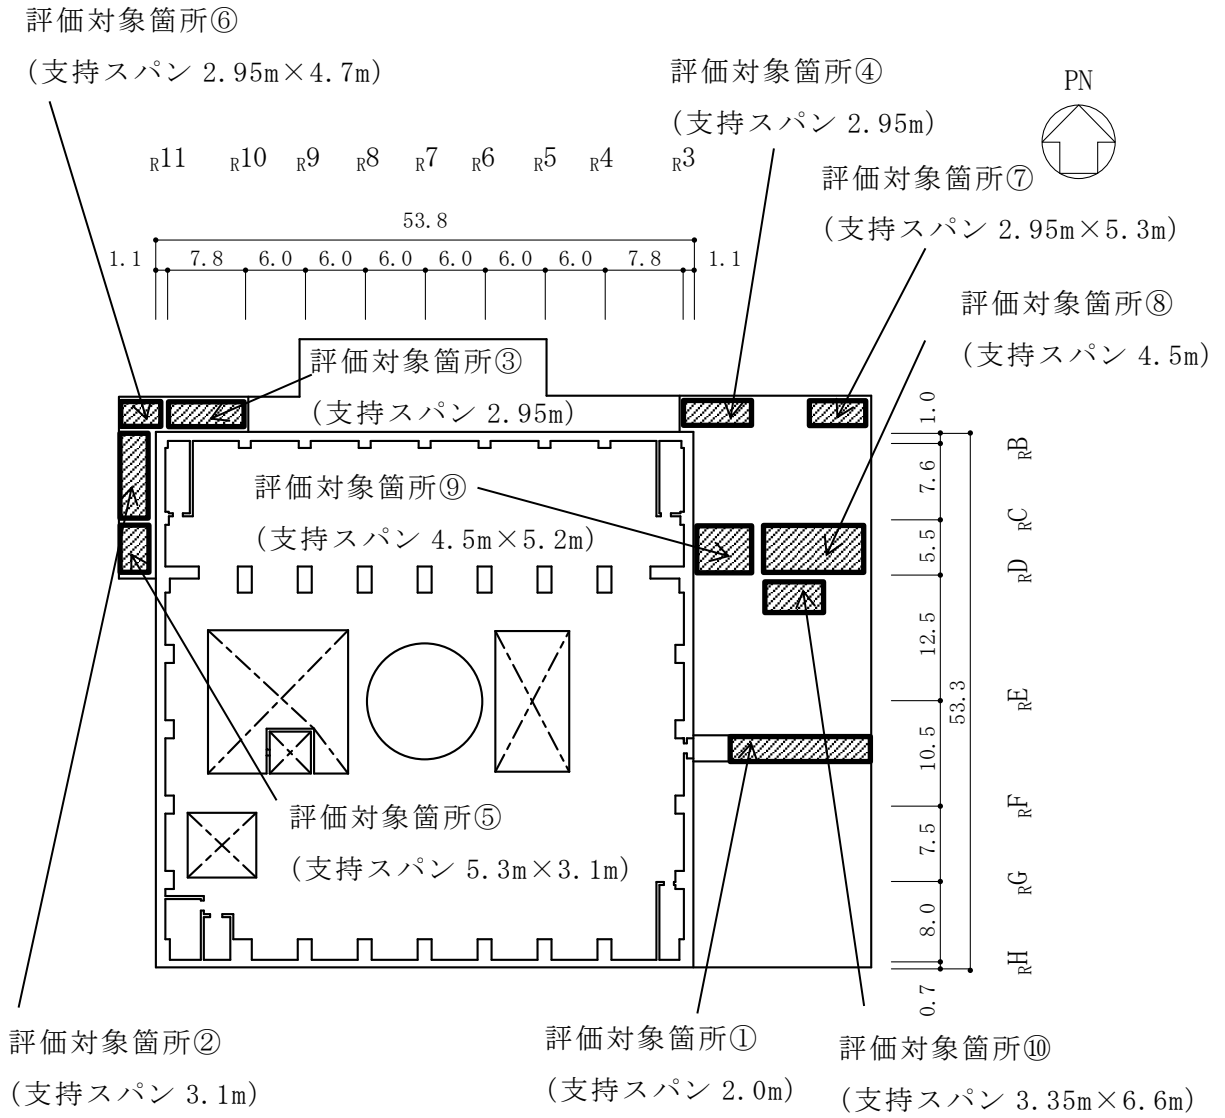 評価対象箇所⑥
(支持スパン 2.95m×4.7m)
評価対象箇所④
(支持スパン 2.95m)
PN
R11 R10 R9 R8 R7 R6 R5 R4 R3
評価対象箇所⑦
(支持スパン 2.95m×5.3m)
53.8
1.1 7.8 6.0 6.0 6.0 6.0 6.0 6.0 7.8 1.1
評価対象箇所⑧
(支持スパン 4.5m)
評価対象箇所③
(支持スパン 2.95m)
評価対象箇所⑨
(支持スパン 4.5m×5.2m)
1.0
7.6
5.5
12.5
10.5
7.5
8.0
0.7
53.3
RB
RC
RD
RE
RF
RG
RH
評価対象箇所⑤
(支持スパン 5.3m×3.1m)
評価対象箇所②
(支持スパン 3.1m)
評価対象箇所①
(支持スパン 2.0m)
評価対象箇所⑩
(支持スパン 3.35m×6.6m)